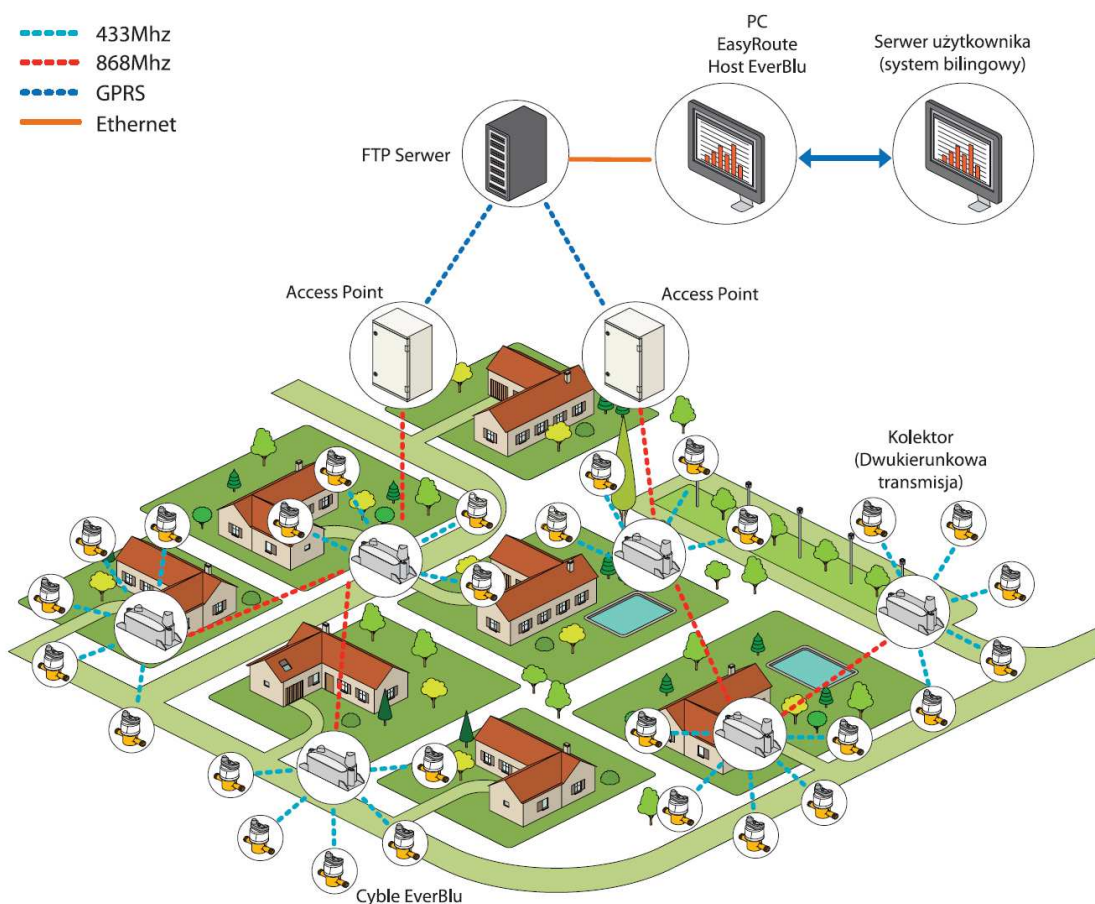 433Mhz
868Mhz
GPRS
Ethernet
PC
EasyRoute
Host EverBlu
Serwer użytkownika
(system bilingowy)
FTP Serwer
Access Point
Access Point
Kolektor
(Dwukierunkowa
transmisja)
Cyble EverBlu